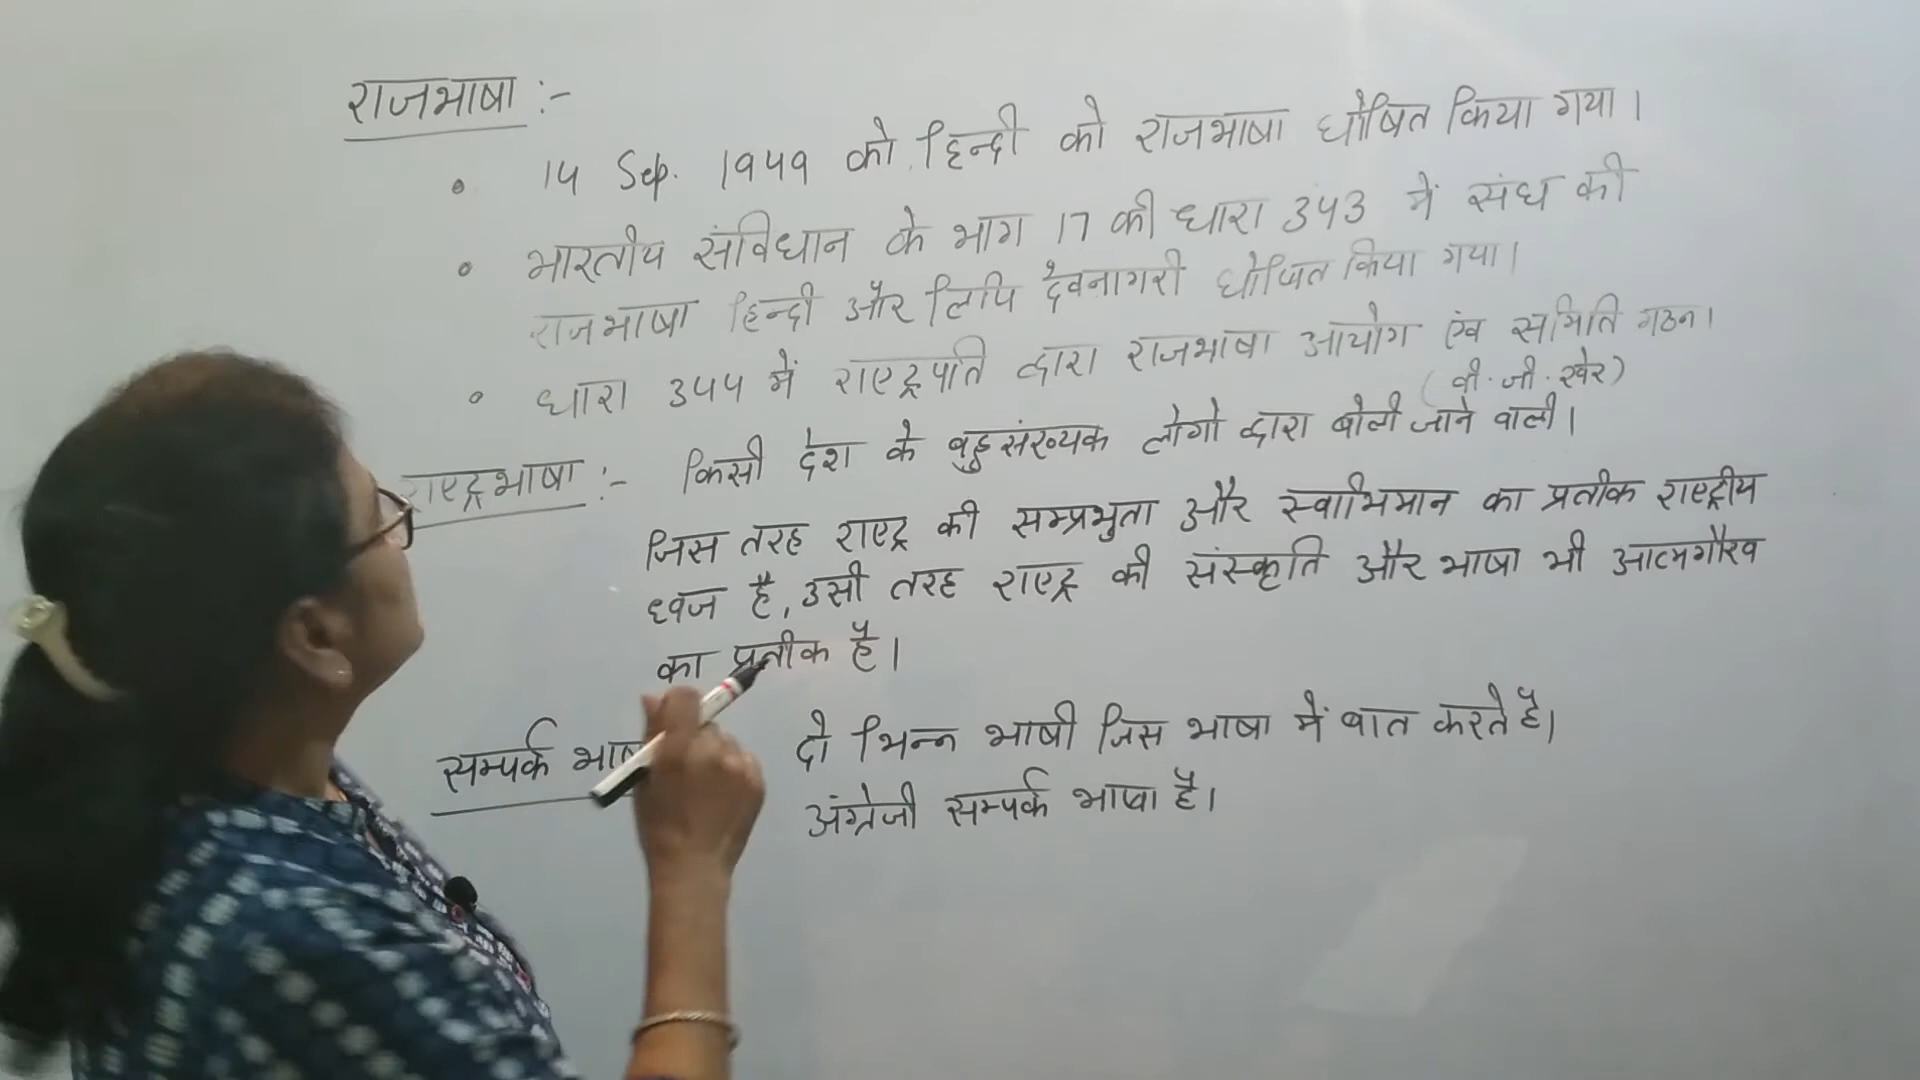 राजभाषा :-
• 14 Sep. 1949 को हिन्दी को राजभाषा घोषित किया गया।
• भारतीय संविधान के भाग 17 की धारा 343 में संघ की
राजभाषा हिन्दी और लिपि देवनागरी घोषित किया गया।
• धारा 344 में राष्ट्रपति द्वारा राजभाषा आयोग एंव समिति गठन।
(वी. जी. खेर)
राष्ट्रभाषा :- किसी देश के बहुसंख्यक लोगो द्वारा बोली जाने वाली।
जिस तरह राष्ट्र की सम्प्रभुता और स्वाभिमान का प्रतीक राष्ट्रीय
ध्वज है, उसी तरह राष्ट्र की संस्कृति और भाषा भी आत्मगौरव
का प्रतीक है।
सम्पर्क दो भिन्न भाषी जिस भाषा में बात करते है।
अंग्रेजी सम्पर्क भाषा है।